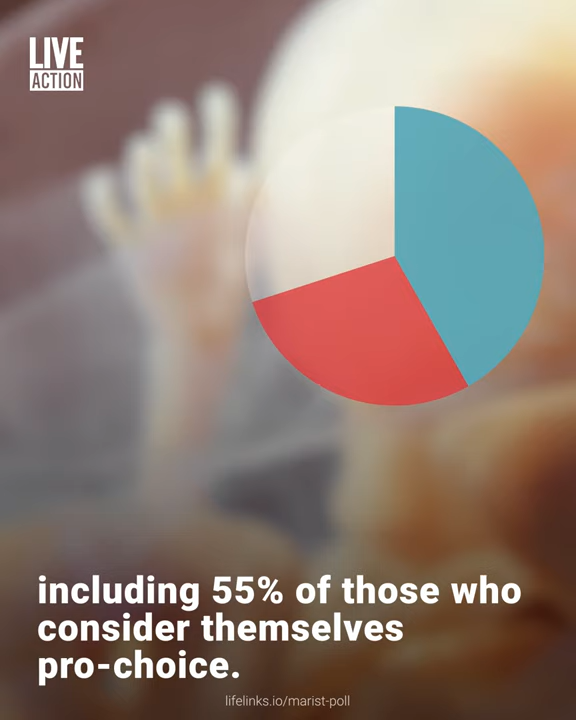 LIVE
ACTION
including 55% of those who
consider themselves
pro-choice.
lifelinks.io/marist-poll